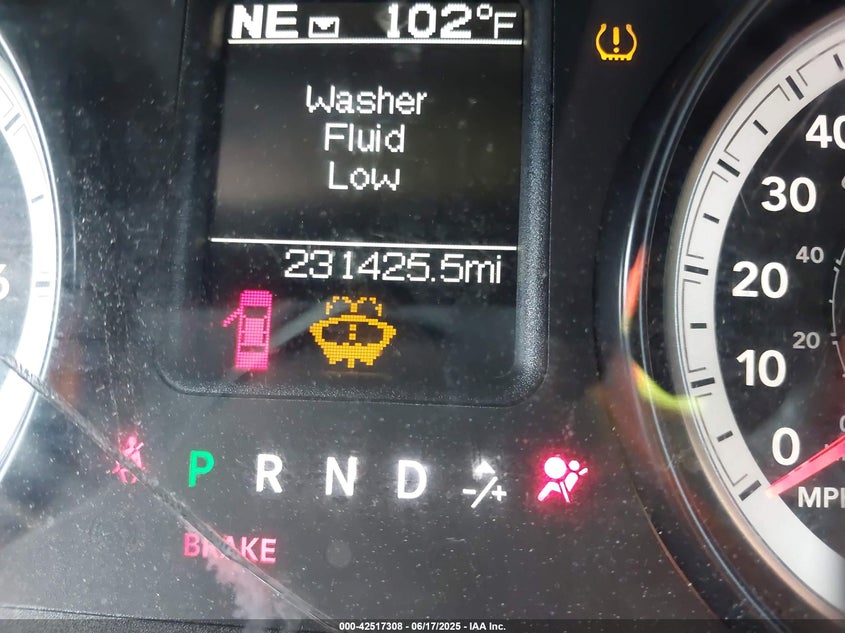 NE 102°F
Washer
Fluid
Low
231425.5mi
40
30
20
10
0
MPH
40
20
P R N D -/+
BRAKE
000-42517308 - 06/17/2025 - IAA Inc.